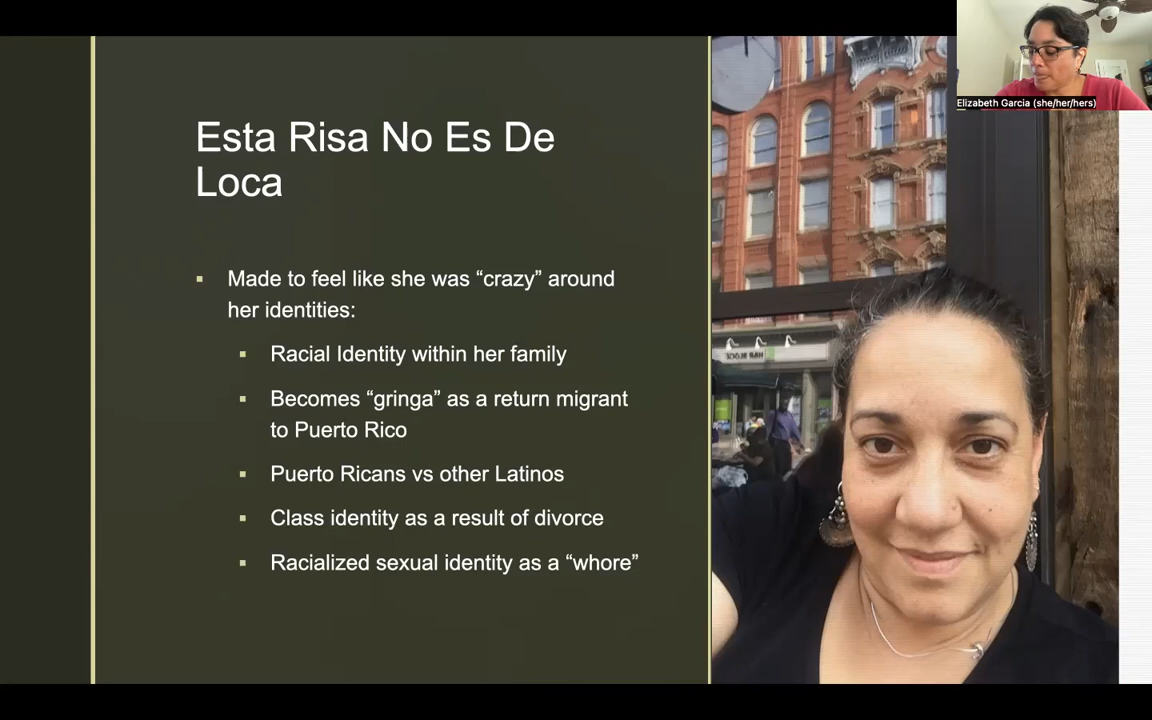 Elizabeth Garcia (she/her/hers)
Esta Risa No Es De
Loca
▪ Made to feel like she was “crazy” around
her identities:
▪ Racial Identity within her family
▪ Becomes “gringa” as a return migrant
to Puerto Rico
▪ Puerto Ricans vs other Latinos
▪ Class identity as a result of divorce
▪ Racialized sexual identity as a “whore”